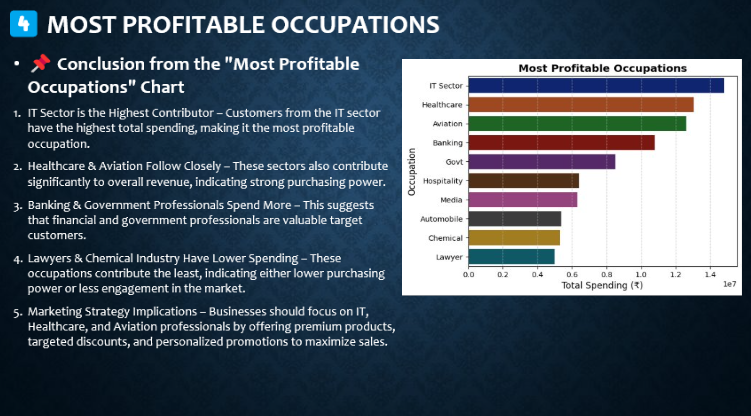 4 MOST PROFITABLE OCCUPATIONS
• 📌 Conclusion from the "Most Profitable
Occupations" Chart
1. IT Sector is the Highest Contributor – Customers from the IT sector
have the highest total spending, making it the most profitable
occupation.
2. Healthcare & Aviation Follow Closely – These sectors also contribute
significantly to overall revenue, indicating strong purchasing power.
3. Banking & Government Professionals Spend More – This suggests
that financial and government professionals are valuable target
customers.
4. Lawyers & Chemical Industry Have Lower Spending – These
occupations contribute the least, indicating either lower purchasing
power or less engagement in the market.
5. Marketing Strategy Implications – Businesses should focus on IT,
Healthcare, and Aviation professionals by offering premium products,
targeted discounts, and personalized promotions to maximize sales.
Most Profitable Occupations
Occupation
IT Sector
Healthcare
Aviation
Banking
Govt
Hospitality
Media
Automobile
Chemical
Lawyer
0.0 0.2 0.4 0.6 0.8 1.0 1.2 1.4
1e7
Total Spending (₹)